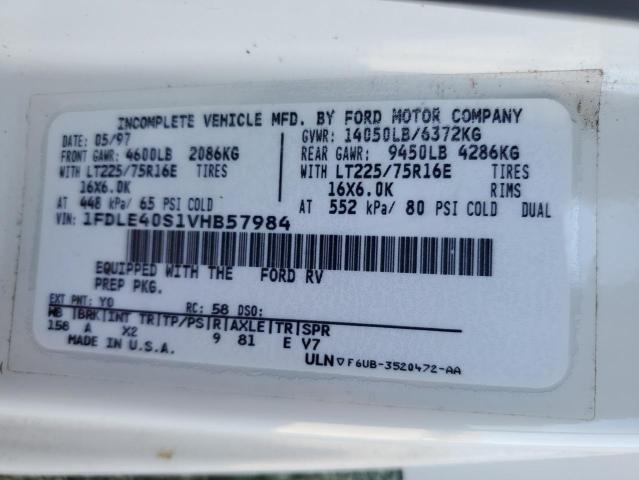 INCOMPLETE VEHICLE MFD. BY FORD MOTOR COMPANY
DATE: 05/97 GVWR: 14050LB/6372KG
FRONT GAWR: 4600LB 2086KG REAR GAWR: 9450LB 4286KG
WITH LT225/75R16E TIRES WITH LT225/75R16E TIRES
16X6.0K 16X6.0K RIMS
AT 448 kPa/ 65 PSI COLD AT 552 kPa/ 80 PSI COLD DUAL
VIN: 1FDLE40S1VHB57984
EQUIPPED WITH THE FORD RV
PREP PKG.
EXT PNT: YO RC: 58 DSO:
WB |BRK|INT TR|TP/PS|R|AXLE|TR|SPR
158 A X2 9 81 E V7
MADE IN U.S.A. ULN ▽ F6UB-3520472-AA